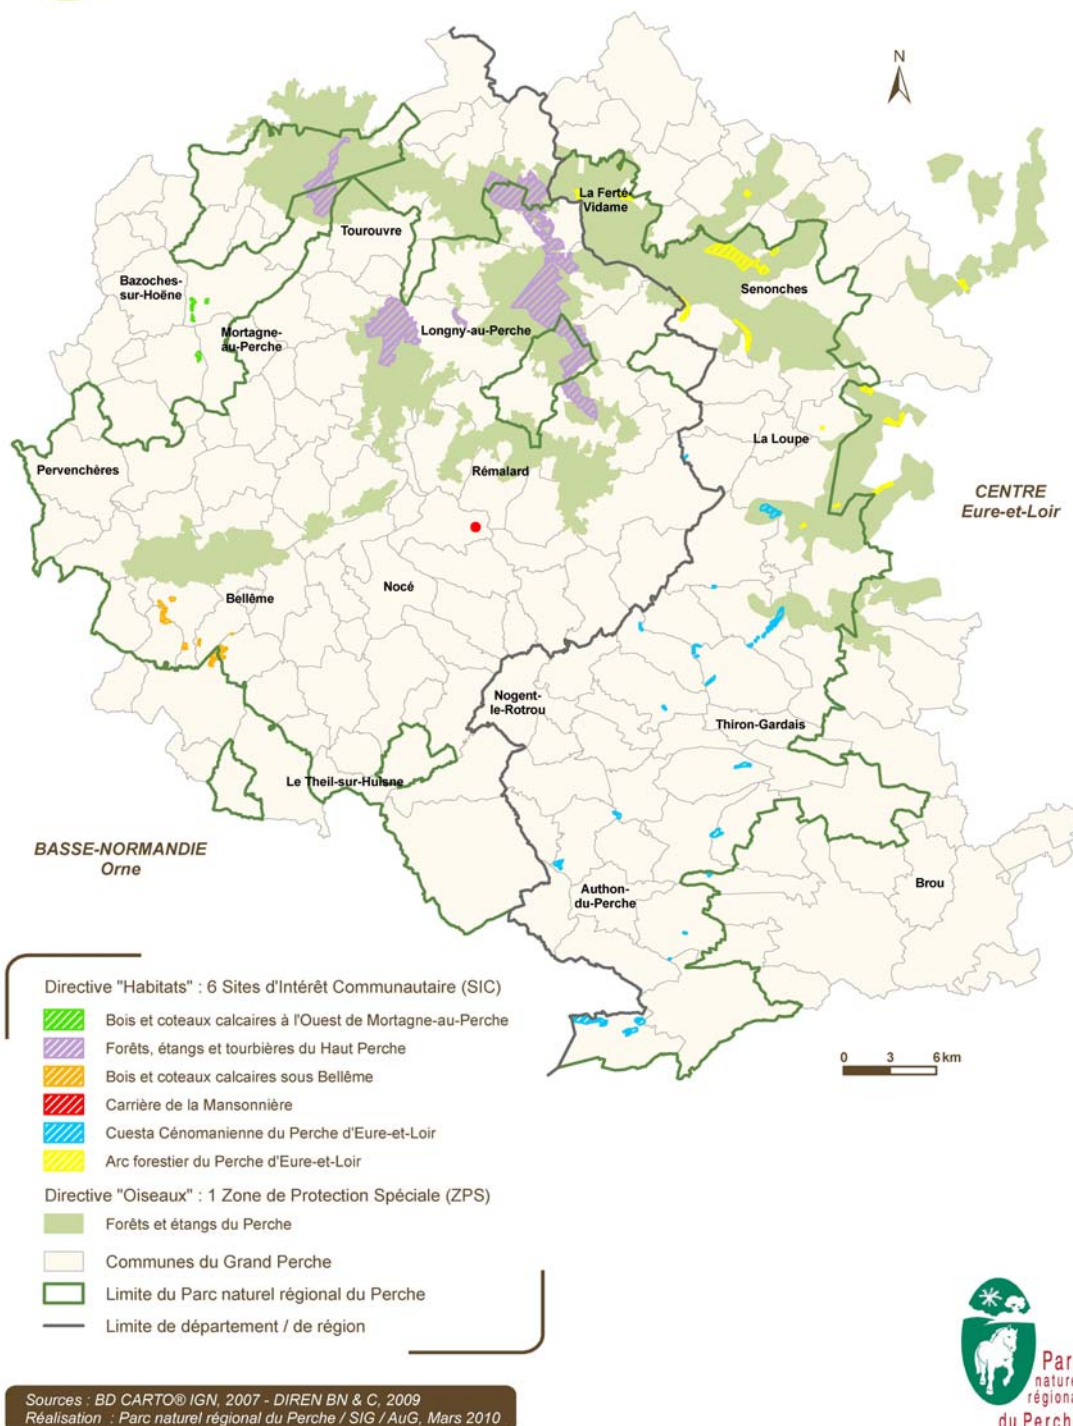 N
La Ferté-
Vidame
Tourouvre
Bazoches-
sur-Hoëne
Senonches
Mortagne-
au-Perche
Longny-au-Perche
La Loupe
Pervenchères
Rémalard
CENTRE
Eure-et-Loir
Nocé
Bellême
Nogent-
le-Rotrou
Thiron-Gardais
Le Theil-sur-Huisne
BASSE-NORMANDIE
Orne
Authon-
du-Perche
Brou
Directive "Habitats" : 6 Sites d'Intérêt Communautaire (SIC)
Bois et coteaux calcaires à l'Ouest de Mortagne-au-Perche
Forêts, étangs et tourbières du Haut Perche
Bois et coteaux calcaires sous Bellême
Carrière de la Mansonnière
Cuesta Cénomanienne du Perche d'Eure-et-Loir
Arc forestier du Perche d'Eure-et-Loir
Directive "Oiseaux" : 1 Zone de Protection Spéciale (ZPS)
Forêts et étangs du Perche
Communes du Grand Perche
Limite du Parc naturel régional du Perche
Limite de département / de région
0 3 6 km
Par
nature
régiona
du Perch
Sources : BD CARTO® IGN, 2007 - DIREN BN & C, 2009
Réalisation : Parc naturel régional du Perche / SIG / AuG, Mars 2010